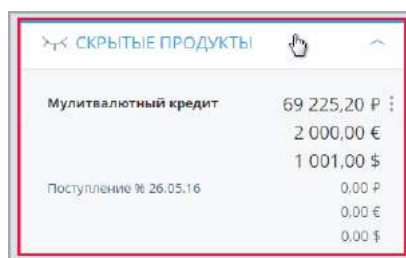 СКРЫТЫЕ ПРОДУКТЫ
Мулитвалютный кредит 69 225,20 ₽
2 000,00 €
1 001,00 $
Поступление % 26.05.16 0,00 ₽
0,00 €
0,00 $